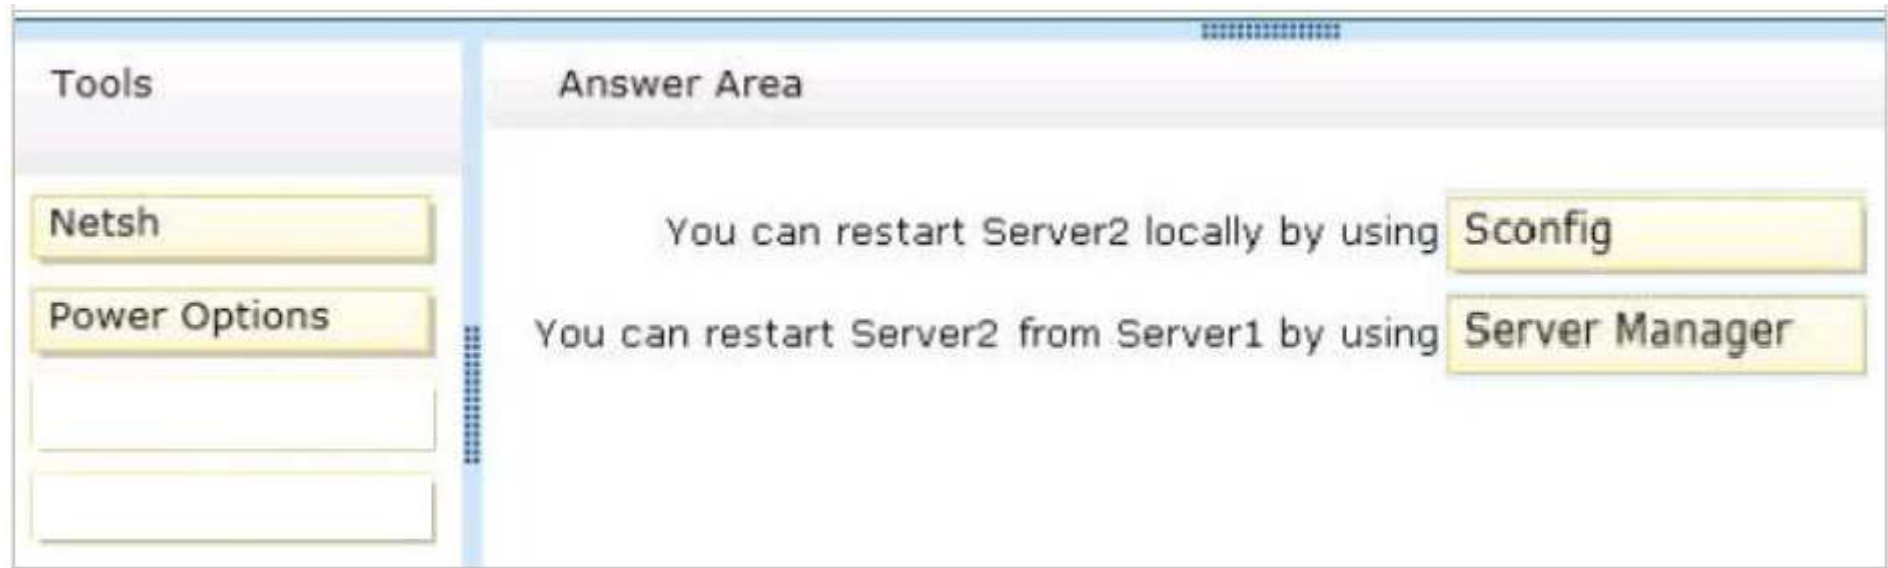 Tools
Answer Area
Netsh
Power Options
You can restart Server2 locally by using Sconfig
You can restart Server2 from Server1 by using Server Manager